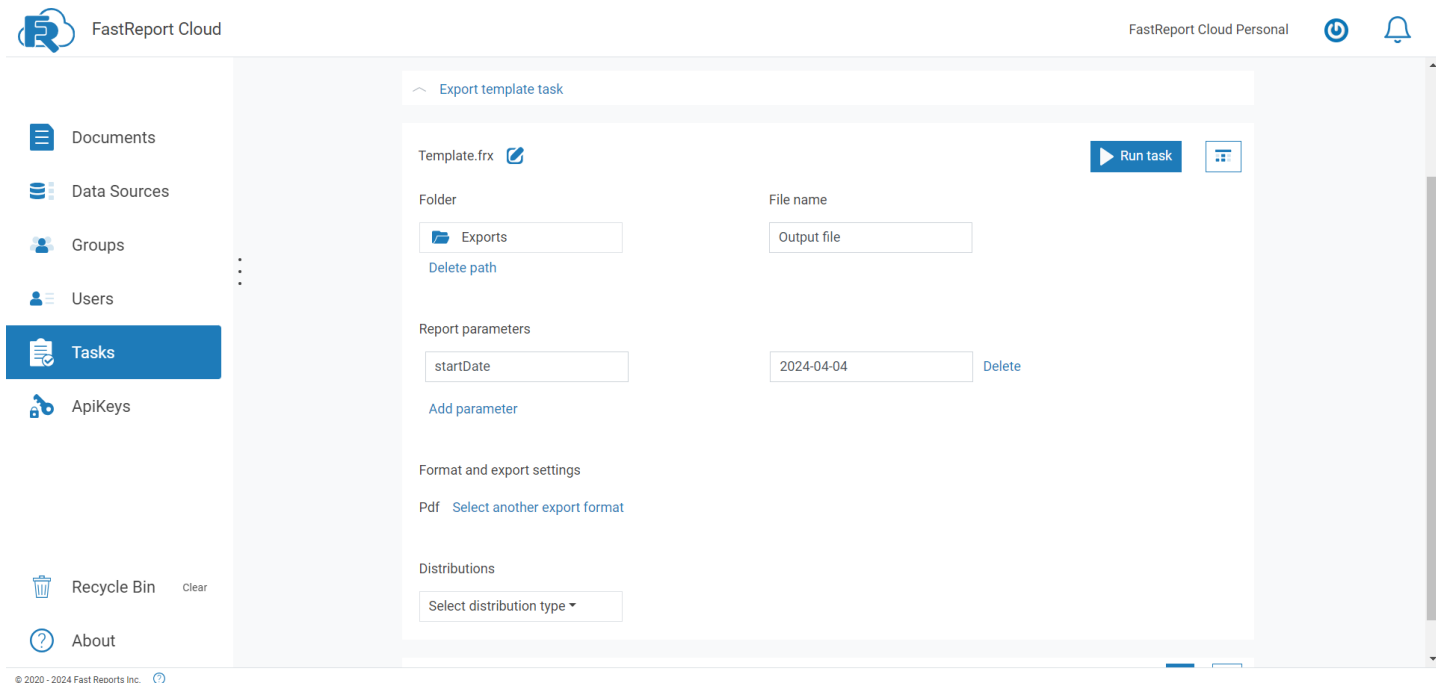 FastReport Cloud
FastReport Cloud Personal
Documents
Data Sources
Groups
Users
Tasks
ApiKeys
Recycle Bin Clear
About
Export template task
Template.frx
Run task
Folder
File name
Exports
Output file
Delete path
Report parameters
startDate
2024-04-04
Delete
Add parameter
Format and export settings
Pdf Select another export format
Distributions
Select distribution type
© 2020 - 2024 Fast Reports Inc.